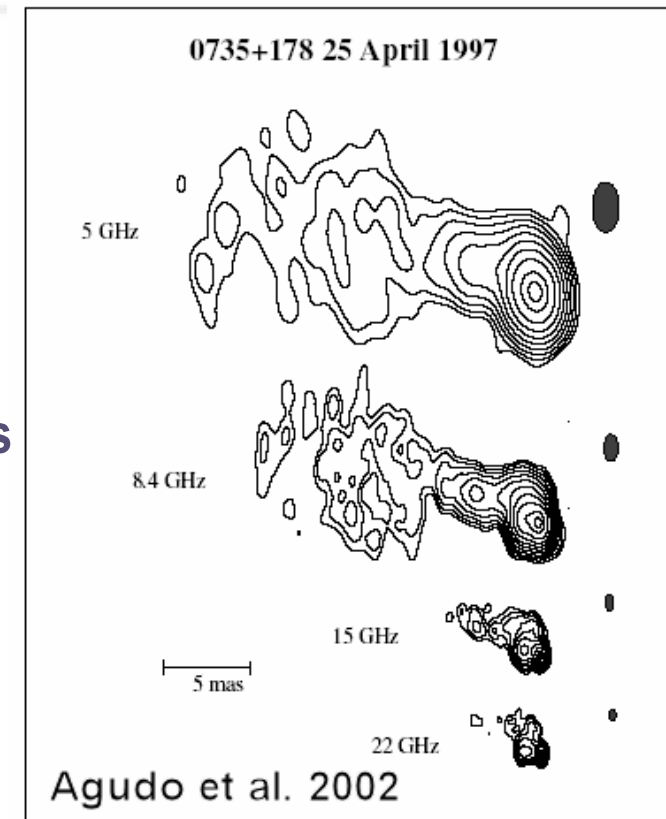 0735+178 25 April 1997
5 GHz
s
8.4 GHz
15 GHz
5 mas
22 GHz
Agudo et al. 2002